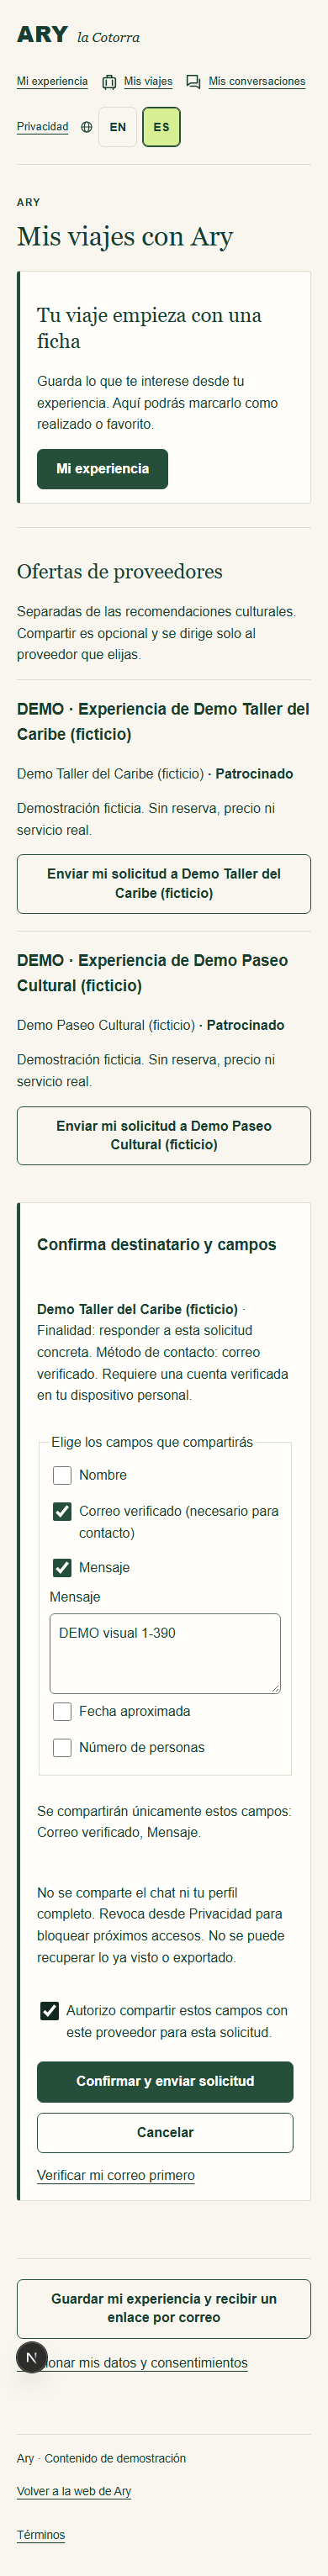 ARY la Cotorra
Mi experiencia Mis viajes Mis conversaciones
Privacidad EN ES
ARY
Mis viajes con Ary
Tu viaje empieza con una
ficha
Guarda lo que te interese desde tu
experiencia. Aquí podrás marcarlo como
realizado o favorito.
Mi experiencia
Ofertas de proveedores
Separadas de las recomendaciones culturales.
Compartir es opcional y se dirige solo al
proveedor que elijas.
DEMO · Experiencia de Demo Taller del
Caribe (ficticio)
Demo Taller del Caribe (ficticio) · Patrocinado
Demostración ficticia. Sin reserva, precio ni
servicio real.
Enviar mi solicitud a Demo Taller del
Caribe (ficticio)
DEMO · Experiencia de Demo Paseo
Cultural (ficticio)
Demo Paseo Cultural (ficticio) · Patrocinado
Demostración ficticia. Sin reserva, precio ni
servicio real.
Enviar mi solicitud a Demo Paseo
Cultural (ficticio)
Confirma destinatario y campos
Demo Taller del Caribe (ficticio) ·
Finalidad: responder a esta solicitud
concreta. Método de contacto: correo
verificado. Requiere una cuenta verificada
en tu dispositivo personal.
Elige los campos que compartirás
Nombre
Correo verificado (necesario para
contacto)
Mensaje
Mensaje
DEMO visual 1-390
Fecha aproximada
Número de personas
Se compartirán únicamente estos campos:
Correo verificado, Mensaje.
No se comparte el chat ni tu perfil
completo. Revoca desde Privacidad para
bloquear próximos accesos. No se puede
recuperar lo ya visto o exportado.
Autorizo compartir estos campos con
este proveedor para esta solicitud.
Confirmar y enviar solicitud
Cancelar
Verificar mi correo primero
Guardar mi experiencia y recibir un
enlace por correo
N
mis datos y consentimientos
Ary · Contenido de demostración
Volver a la web de Ary
Términos